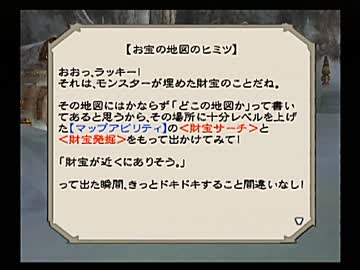 【お宝の地図のヒミツ】
おおっ、ラッキー!
それは、モンスターが埋めた財宝のことだね。
その地図にはかならず「どこの地図か」って書いて
あると思うから、その場所に十分レベルを上げ
た【マップアビリティ】の<財宝サーチ>と
<財宝発掘>をもって出かけてみて!
「財宝が近くにありそう。」
って出た瞬間、きっとドキドキすること間違いなし!